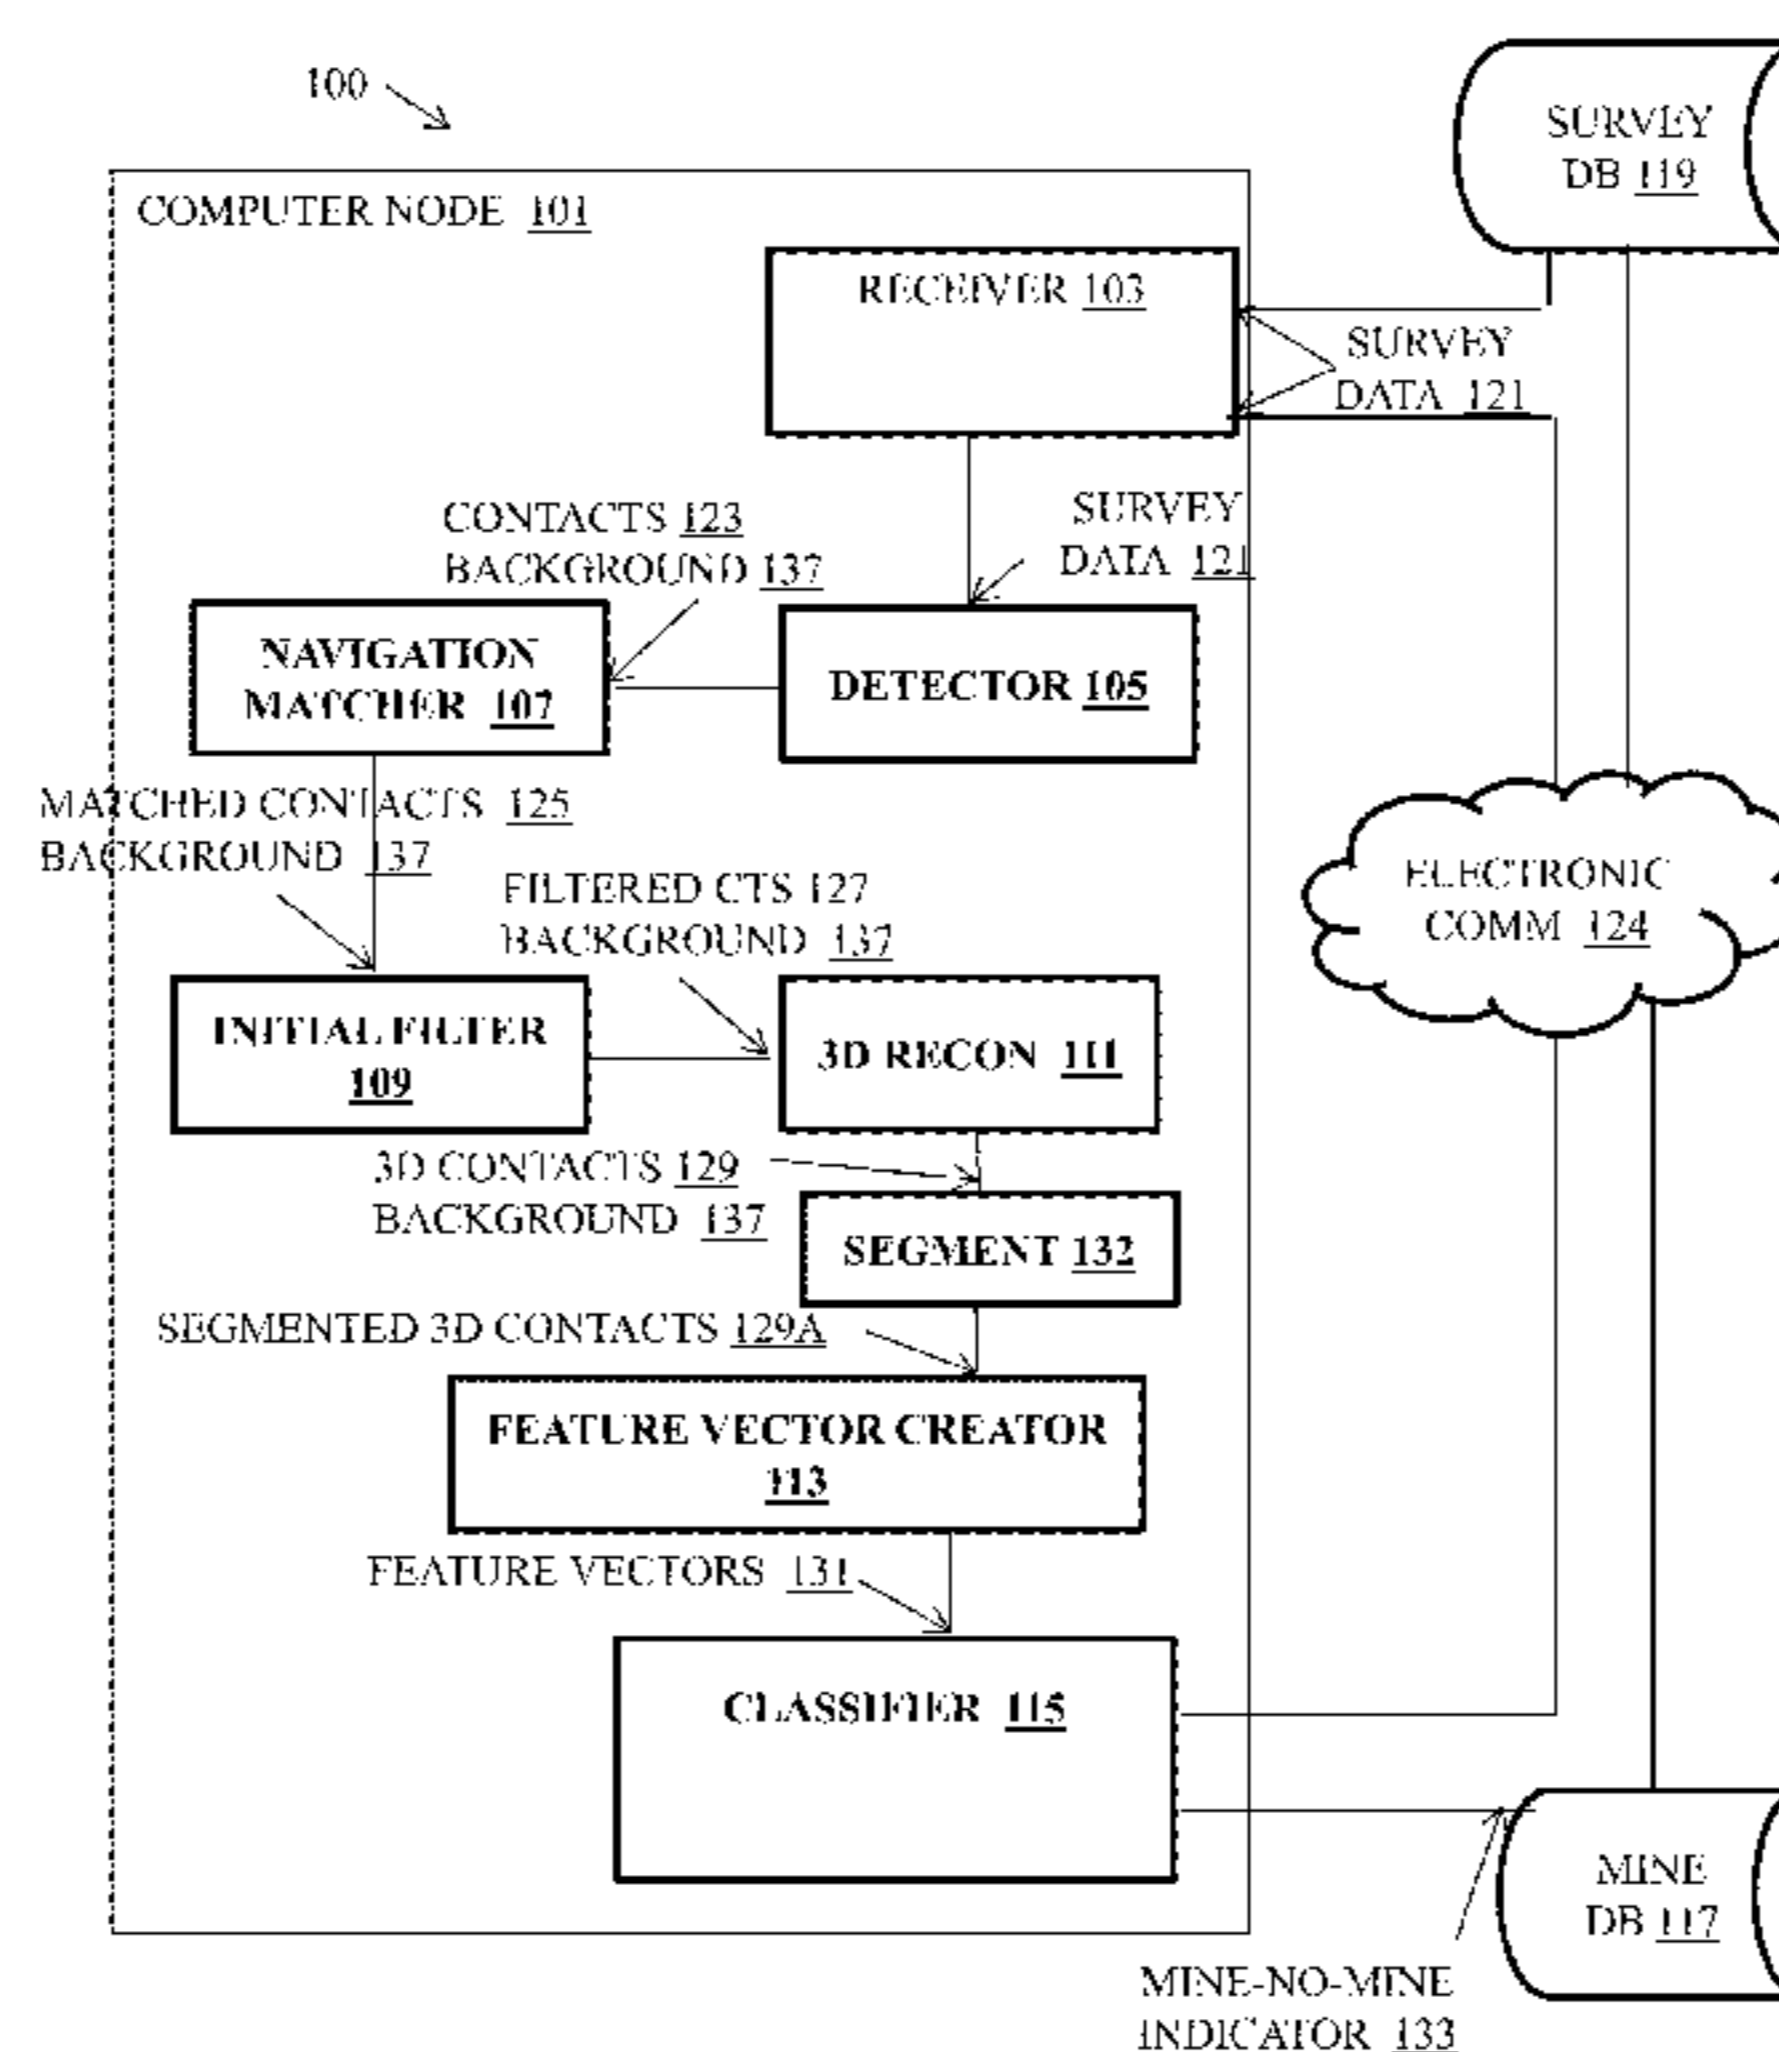 100
SURVEY
DB 119
COMPUTER NODE 101
RECEIVER 103
SURVEY
DATA 121
CONTACTS 123
BACKGROUND 137
SURVEY
DATA 121
NAVIGATION
MATCHER 107
DETECTOR 105
MATCHED CONTACTS 125
BACKGROUND 137
FILTERED CTS 127
BACKGROUND 137
ELECTRONIC
COMM 124
INITIAL FILTER
109
3D RECON 111
3D CONTACTS 129
BACKGROUND 137
SEGMENT 132
SEGMENTED 3D CONTACTS 129A
FEATURE VECTOR CREATOR
113
FEATURE VECTORS 131
CLASSIFIER 115
MINE
DB 117
MINE-NO-MINE
INDICATOR 133